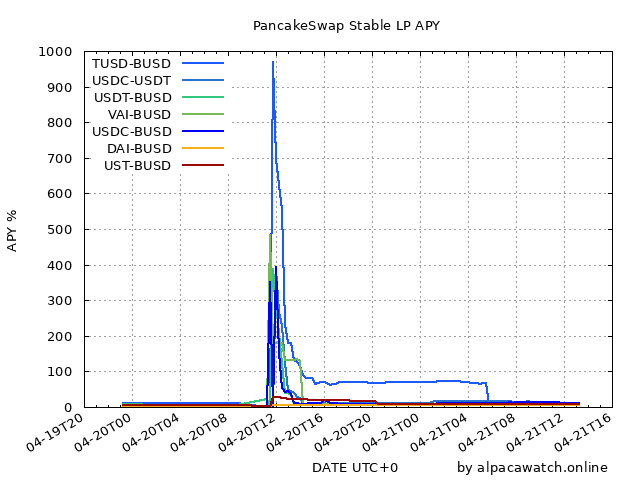 PancakeSwap Stable LP APY
1000
900
800
700
600
500
400
300
200
100
0
APY %
TUSD-BUSD
USDC-USDT
USDT-BUSD
VAI-BUSD
USDC-BUSD
DAI-BUSD
UST-BUSD
04-19T20
04-20T00
04-20T04
04-20T08
04-20T12
04-20T16
04-20T20
04-21T00
04-21T04
04-21T08
04-21T12
04-21T16
DATE UTC+0
by alpacawatch.online